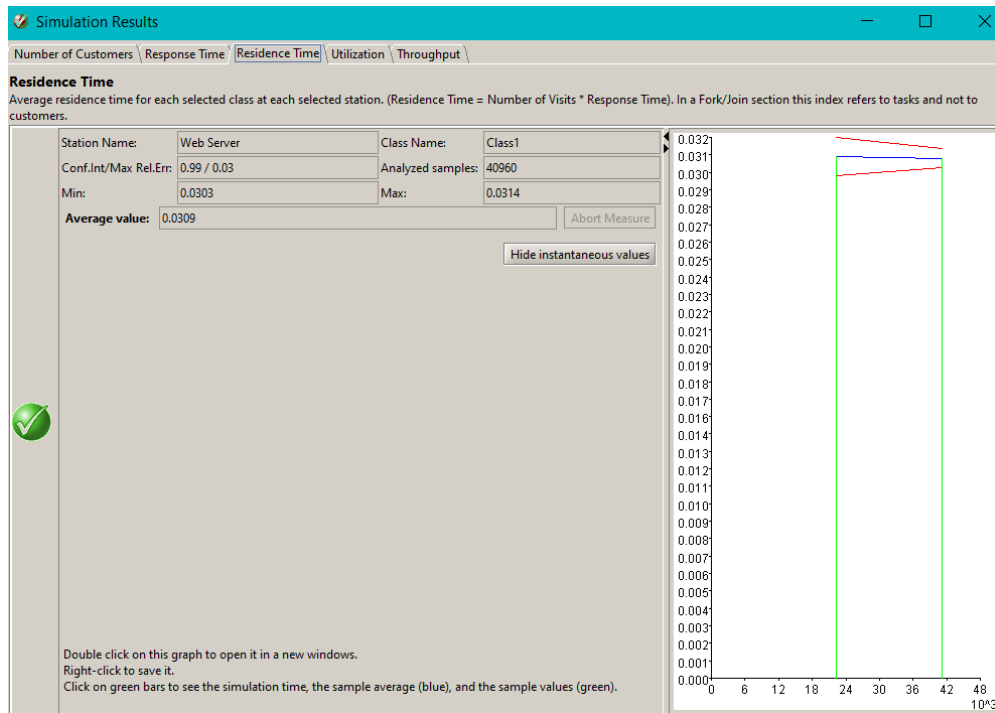 Simulation Results
Number of Customers Response Time Residence Time Utilization Throughput
Residence Time
Average residence time for each selected class at each selected station. (Residence Time = Number of Visits * Response Time). In a Fork/Join section this index refers to tasks and not to
customers.
Station Name: Web Server Class Name: Class1
Conf.Int/Max Rel.Err: 0.99 / 0.03 Analyzed samples: 40960
Min: 0.0303 Max: 0.0314
Average value: 0.0309 Abort Measure
Hide instantaneous values
Double click on this graph to open it in a new windows.
Right-click to save it.
Click on green bars to see the simulation time, the sample average (blue), and the sample values (green).
0.032
0.031
0.030
0.029
0.028
0.027
0.026
0.025
0.024
0.023
0.022
0.021
0.020
0.019
0.018
0.017
0.016
0.014
0.013
0.012
0.011
0.010
0.009
0.008
0.007
0.006
0.005
0.004
0.003
0.002
0.001
0.000
0 6 12 18 24 30 36 42 48
10^3